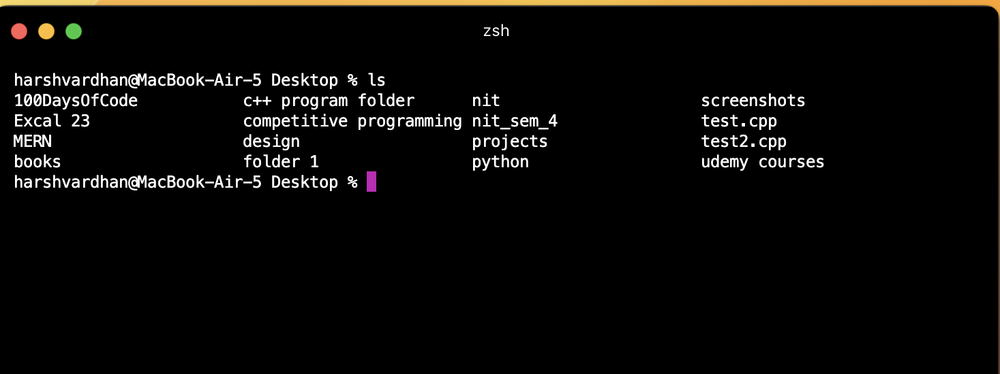 zsh
harshvardhan@MacBook-Air-5 Desktop % ls
100DaysOfCode c++ program folder nit screenshots
Excal 23 competitive programming nit_sem_4 test.cpp
MERN design projects test2.cpp
books folder 1 python udemy courses
harshvardhan@MacBook-Air-5 Desktop %